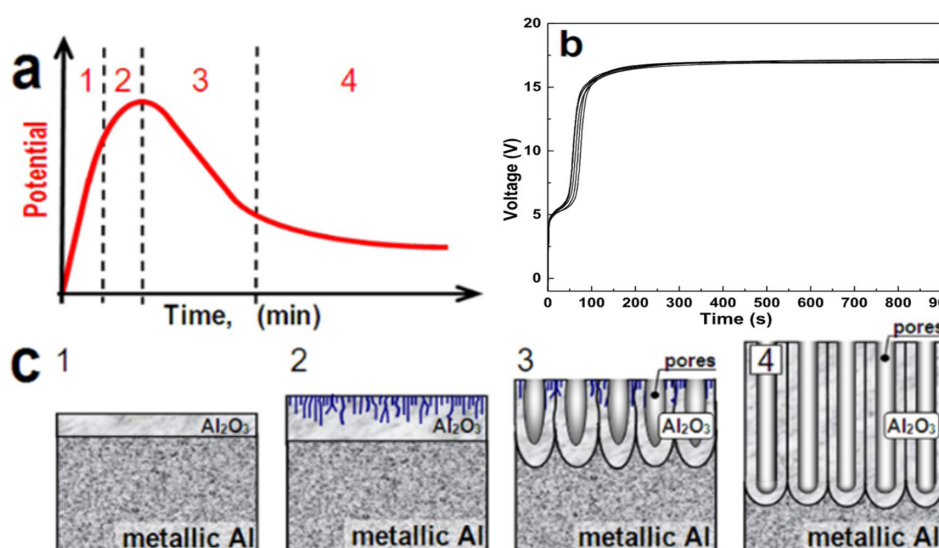 a
1 2 3 4
Potential
Time, (min)
b
20
15
10
5
0
Voltage (V)
0 100 200 300 400 500 600 700 800 90
Time (s)
c
1
Al₂O₃
metallic Al
2
Al₂O₃
metallic Al
3
pores
Al₂O₃
metallic Al
4
pores
Al₂O₃
metallic Al